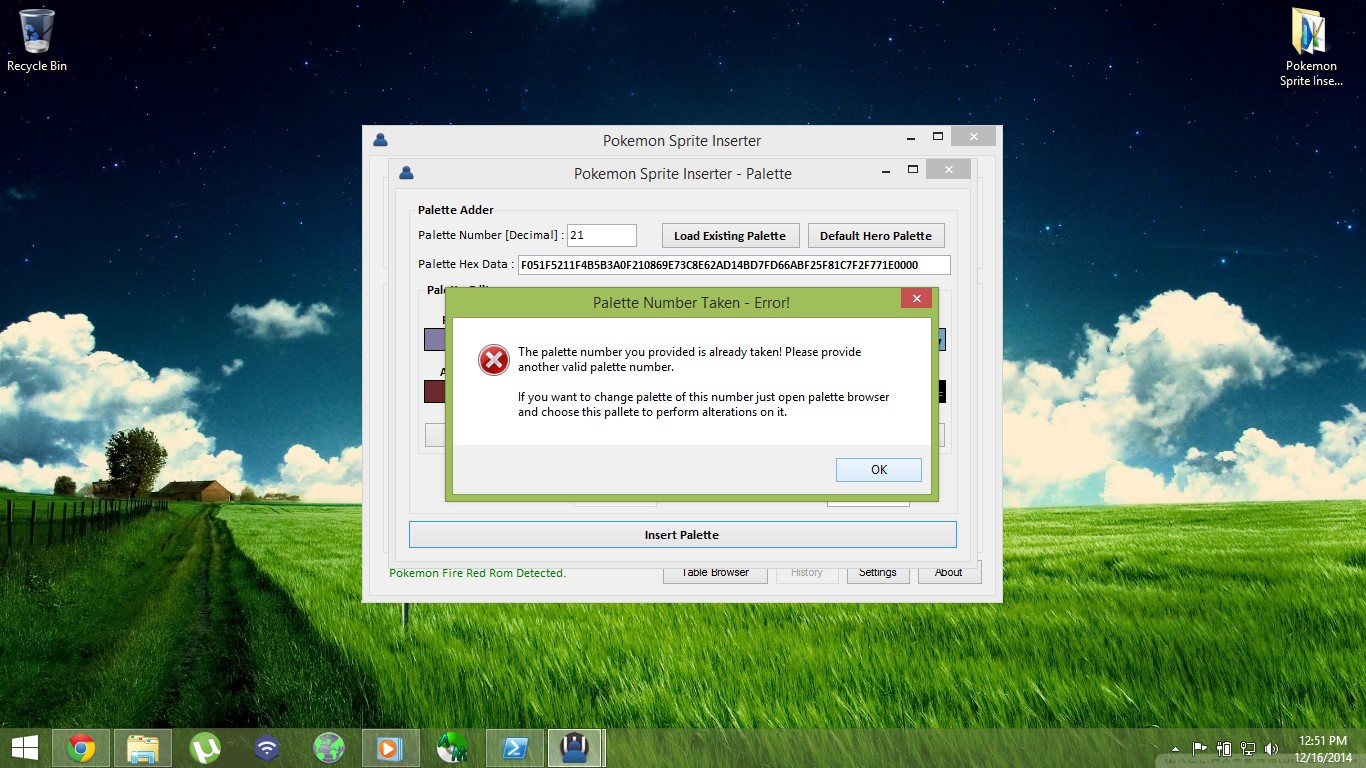 Recycle Bin
Pokemon
Sprite Inse...
Pokemon Sprite Inserter
Pokemon Sprite Inserter - Palette
Palette Adder
Palette Number [Decimal] : 21
Load Existing Palette
Default Hero Palette
Palette Hex Data : F051F5211F4B5B3A0F210869E73C8E62AD14BD7FD66ABF25F81C7F2F771E0000
Palette Number Taken - Error!
The palette number you provided is already taken! Please provide
another valid palette number.
If you want to change palette of this number just open palette browser
and choose this pallete to perform alterations on it.
OK
Insert Palette
Pokemon Fire Red Rom Detected.
Table Browser
History
Settings
About
12:51 PM
12/16/2014